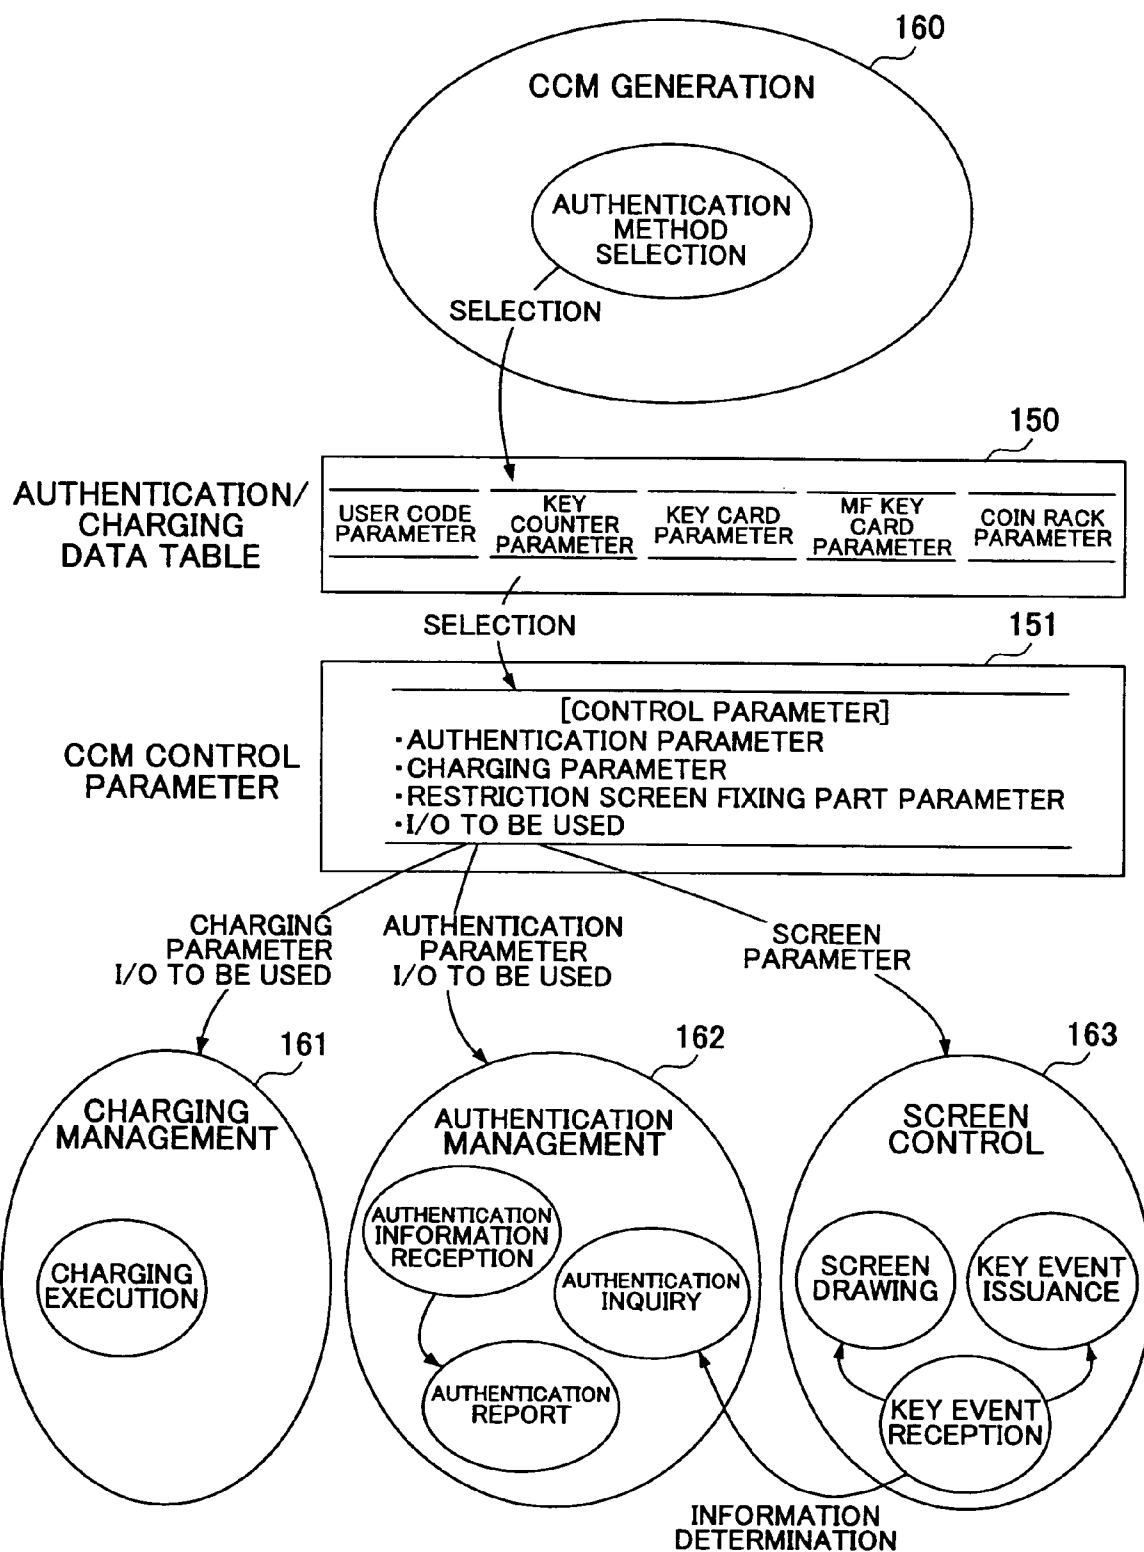 160
CCM GENERATION
AUTHENTICATION
METHOD
SELECTION
SELECTION
150
AUTHENTICATION/
CHARGING
DATA TABLE
USER CODE
PARAMETER
KEY
COUNTER
PARAMETER
KEY CARD
PARAMETER
MF KEY
CARD
PARAMETER
COIN RACK
PARAMETER
SELECTION
151
CCM CONTROL
PARAMETER
[CONTROL PARAMETER]
·AUTHENTICATION PARAMETER
·CHARGING PARAMETER
·RESTRICTION SCREEN FIXING PART PARAMETER
·I/O TO BE USED
CHARGING
PARAMETER
I/O TO BE USED
AUTHENTICATION
PARAMETER
I/O TO BE USED
SCREEN
PARAMETER
161
CHARGING
MANAGEMENT
CHARGING
EXECUTION
162
AUTHENTICATION
MANAGEMENT
AUTHENTICATION
INFORMATION
RECEPTION
AUTHENTICATION
INQUIRY
AUTHENTICATION
REPORT
163
SCREEN
CONTROL
SCREEN
DRAWING
KEY EVENT
ISSUANCE
KEY EVENT
RECEPTION
INFORMATION
DETERMINATION